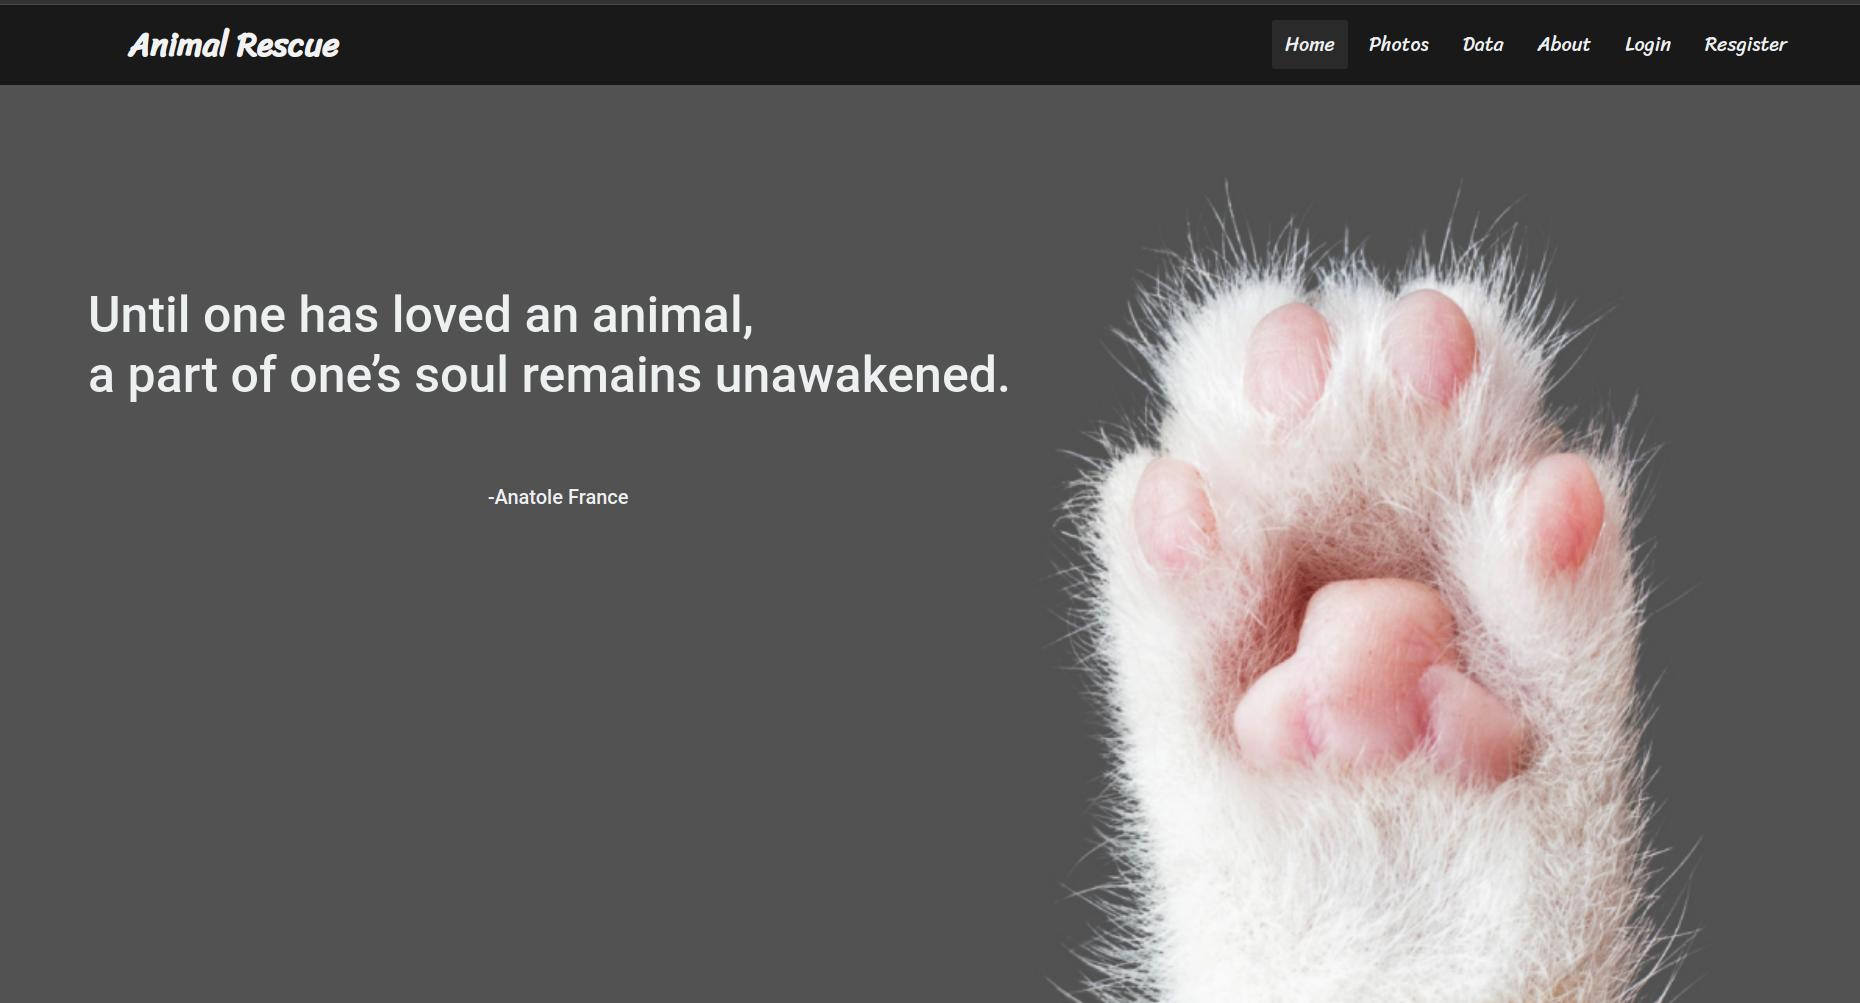 Animal Rescue
Home Photos Data About Login Resgister
Until one has loved an animal,
a part of one’s soul remains unawakened.
-Anatole France